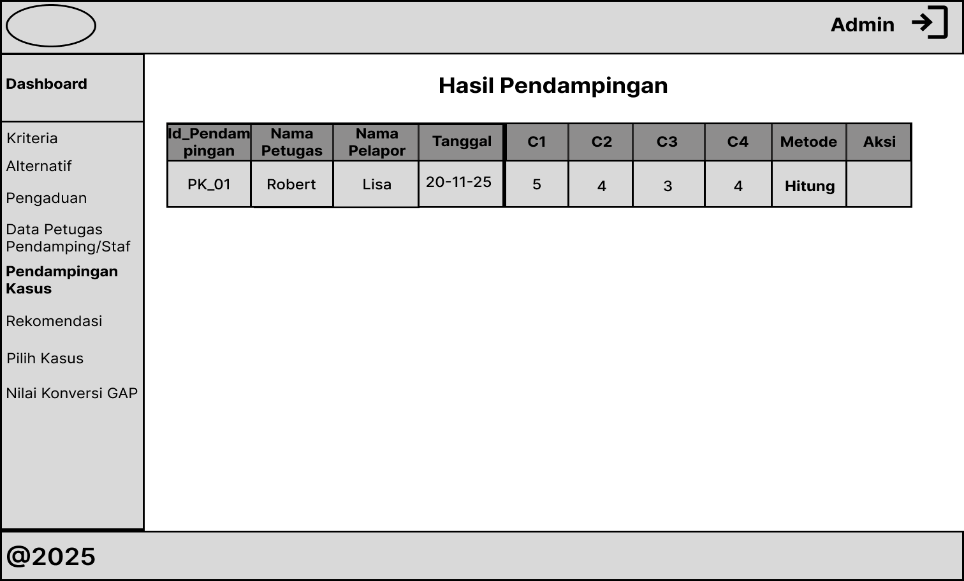 Admin
Dashboard
Kriteria
Alternatif
Pengaduan
Data Petugas
Pendamping/Staf
Pendampingan
Kasus
Rekomendasi
Pilih Kasus
Nilai Konversi GAP
Hasil Pendampingan
Id_Pendam
pingan
Nama
Petugas
Nama
Pelapor
Tanggal
C1
C2
C3
C4
Metode
Aksi
PK_01
Robert
Lisa
20-11-25
5
4
3
4
Hitung
@2025